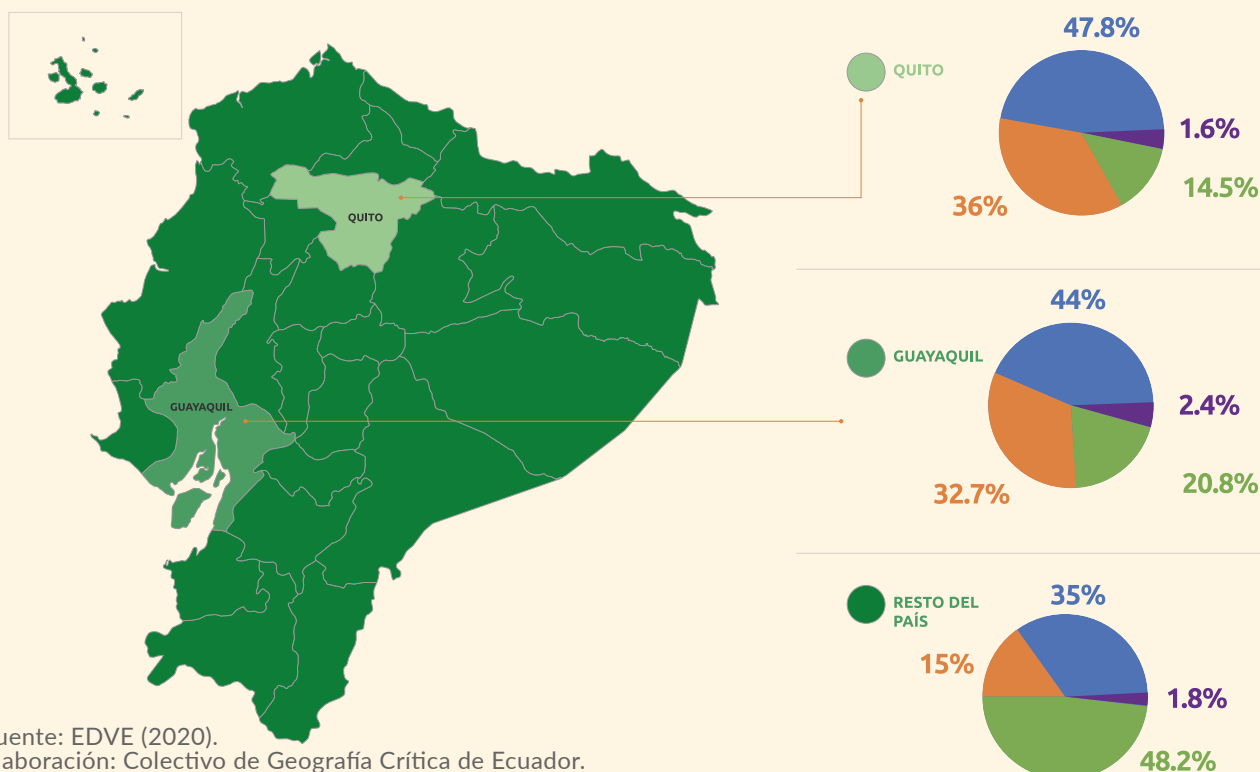 47.8%
QUITO
1.6%
14.5%
36%
QUITO
44%
GUAYAQUIL
2.4%
GUAYAQUIL
20.8%
32.7%
35%
RESTO DEL
PAÍS
15%
1.8%
48.2%
uente: EDVE (2020).
aboración: Colectivo de Geografía Crítica de Ecuador.